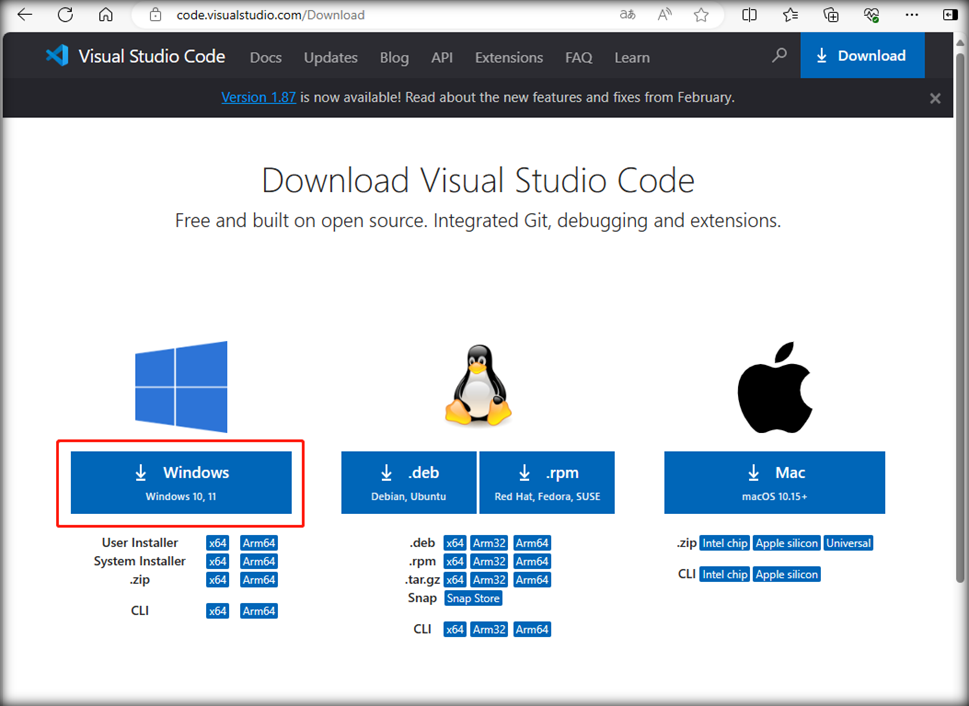 code.visualstudio.com/Download
Visual Studio Code Docs Updates Blog API Extensions FAQ Learn Download
Version 1.87 is now available! Read about the new features and fixes from February.
Download Visual Studio Code
Free and built on open source. Integrated Git, debugging and extensions.
Windows
Windows 10, 11
User Installer x64 Arm64
System Installer x64 Arm64
.zip x64 Arm64
CLI x64 Arm64
.deb
Debian, Ubuntu
.rpm
Red Hat, Fedora, SUSE
.deb x64 Arm32 Arm64
.rpm x64 Arm32 Arm64
.tar.gz x64 Arm32 Arm64
Snap Snap Store
CLI x64 Arm32 Arm64
Mac
macOS 10.15+
.zip Intel chip Apple silicon Universal
CLI Intel chip Apple silicon